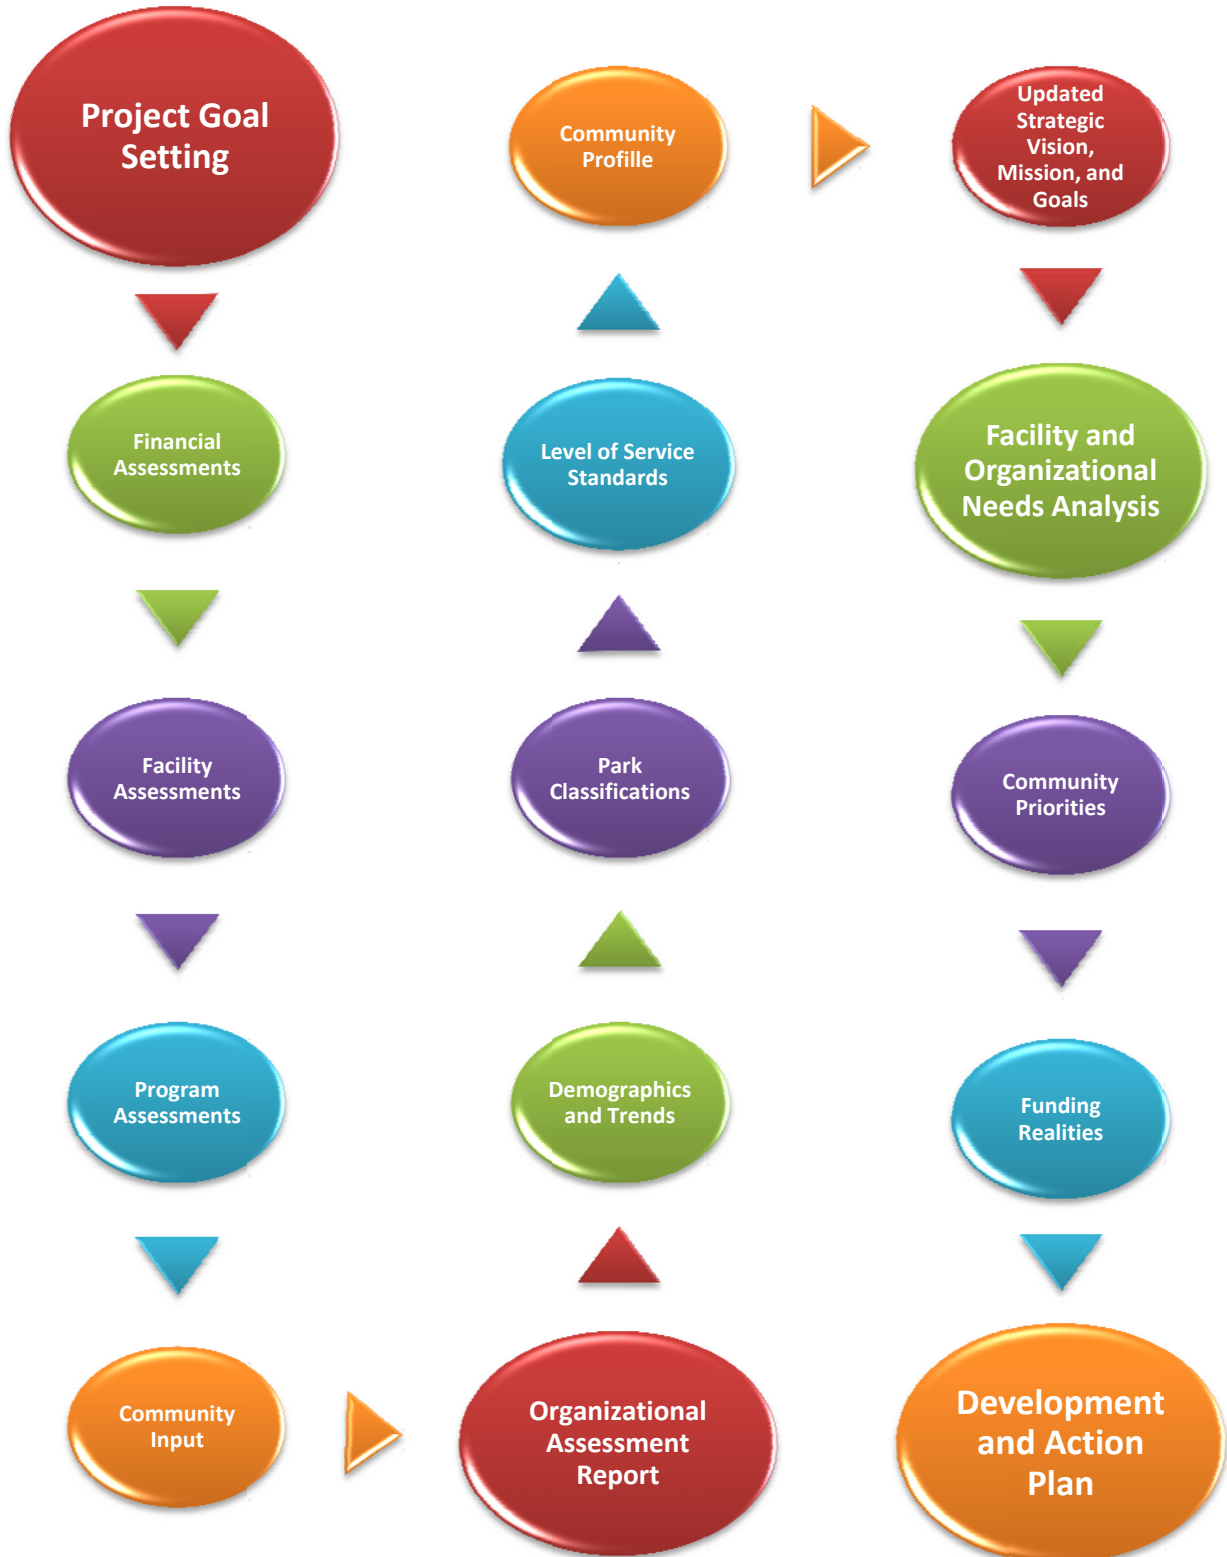 Project Goal
Setting
Financial
Assessments
Facility
Assessments
Program
Assessments
Community
Input
Organizational
Assessment
Report
Demographics
and Trends
Park
Classifications
Level of Service
Standards
Community
Profille
Updated
Strategic
Vision,
Mission, and
Goals
Facility and
Organizational
Needs Analysis
Community
Priorities
Funding
Realities
Development
and Action
Plan